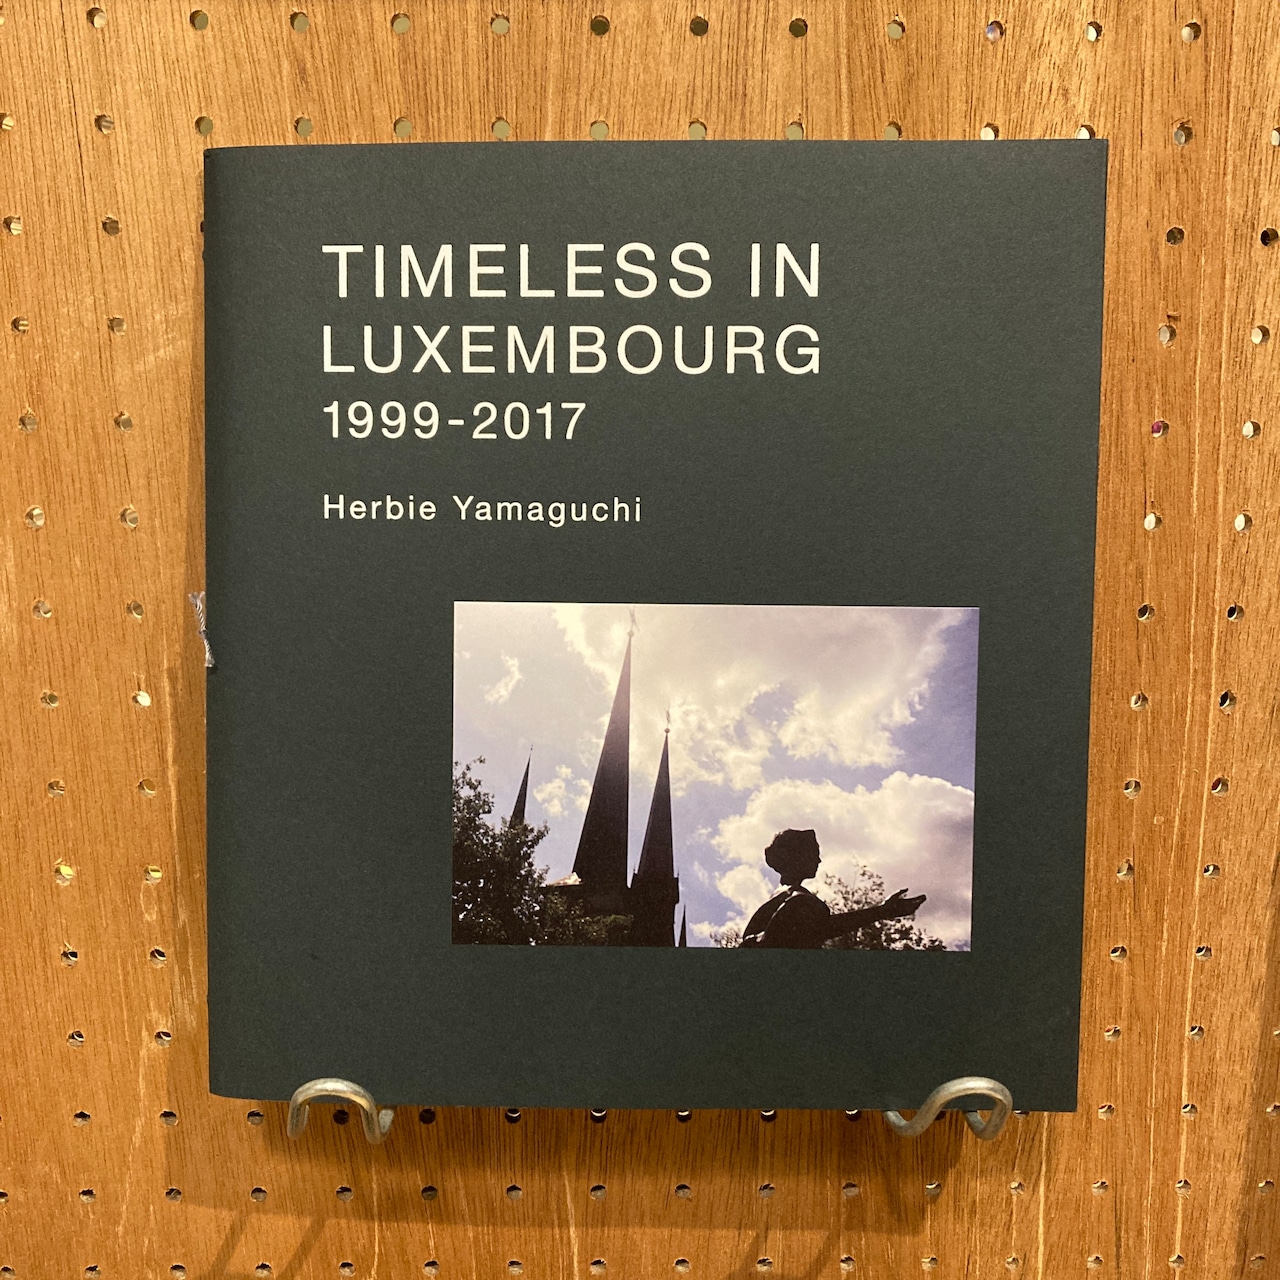 TIMELESS IN
LUXEMBOURG
1999-2017
Herbie Yamaguchi